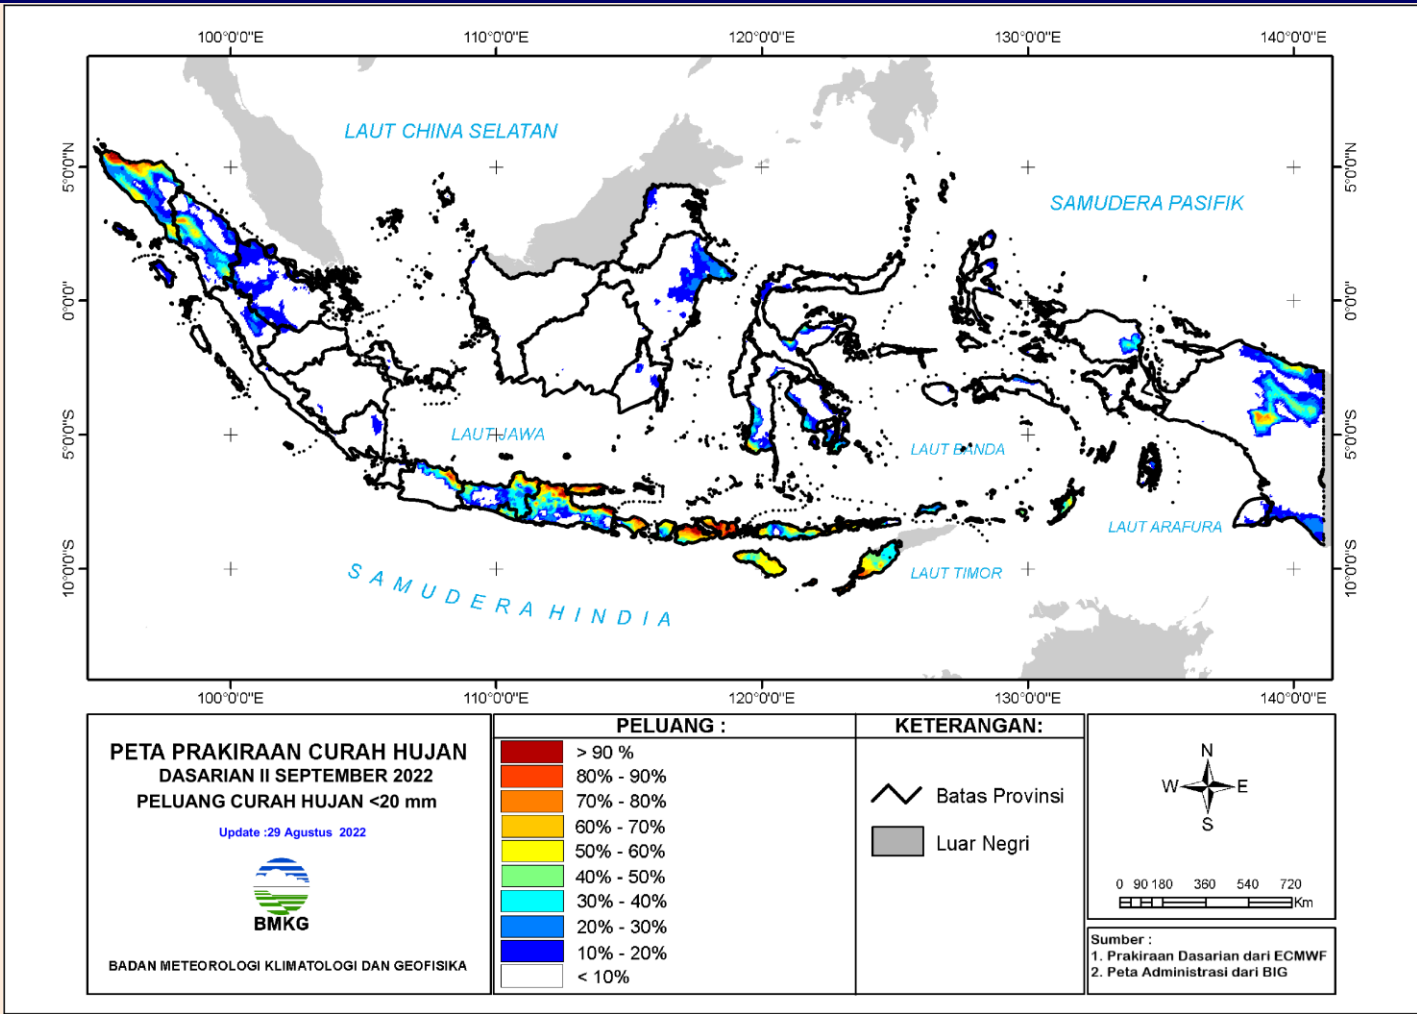 100°0'0"E 110°0'0"E 120°0'0"E 130°0'0"E 140°0'0"E
5°0'0"N
0°0'0"
5°0'0"S
10°0'0"S
LAUT CHINA SELATAN
SAMUDERA PASIFIK
LAUT JAWA
LAUT BANDA
LAUT ARAFURA
LAUT TIMOR
SAMUDERA HINDIA
5°0'0"N
0°0'0"
5°0'0"S
10°0'0"S
100°0'0"E 110°0'0"E 120°0'0"E 130°0'0"E 140°0'0"E
PETA PRAKIRAAN CURAH HUJAN
DASARIAN II SEPTEMBER 2022
PELUANG CURAH HUJAN <20 mm
Update :29 Agustus 2022
BMKG
BADAN METEOROLOGI KLIMATOLOGI DAN GEOFISIKA
PELUANG :
> 90 %
80% - 90%
70% - 80%
60% - 70%
50% - 60%
40% - 50%
30% - 40%
20% - 30%
10% - 20%
< 10%
KETERANGAN:
Batas Provinsi
Luar Negri
N
W E
S
0 90 180 360 540 720
Km
Sumber :
1. Prakiraan Dasarian dari ECMWF
2. Peta Administrasi dari BIG